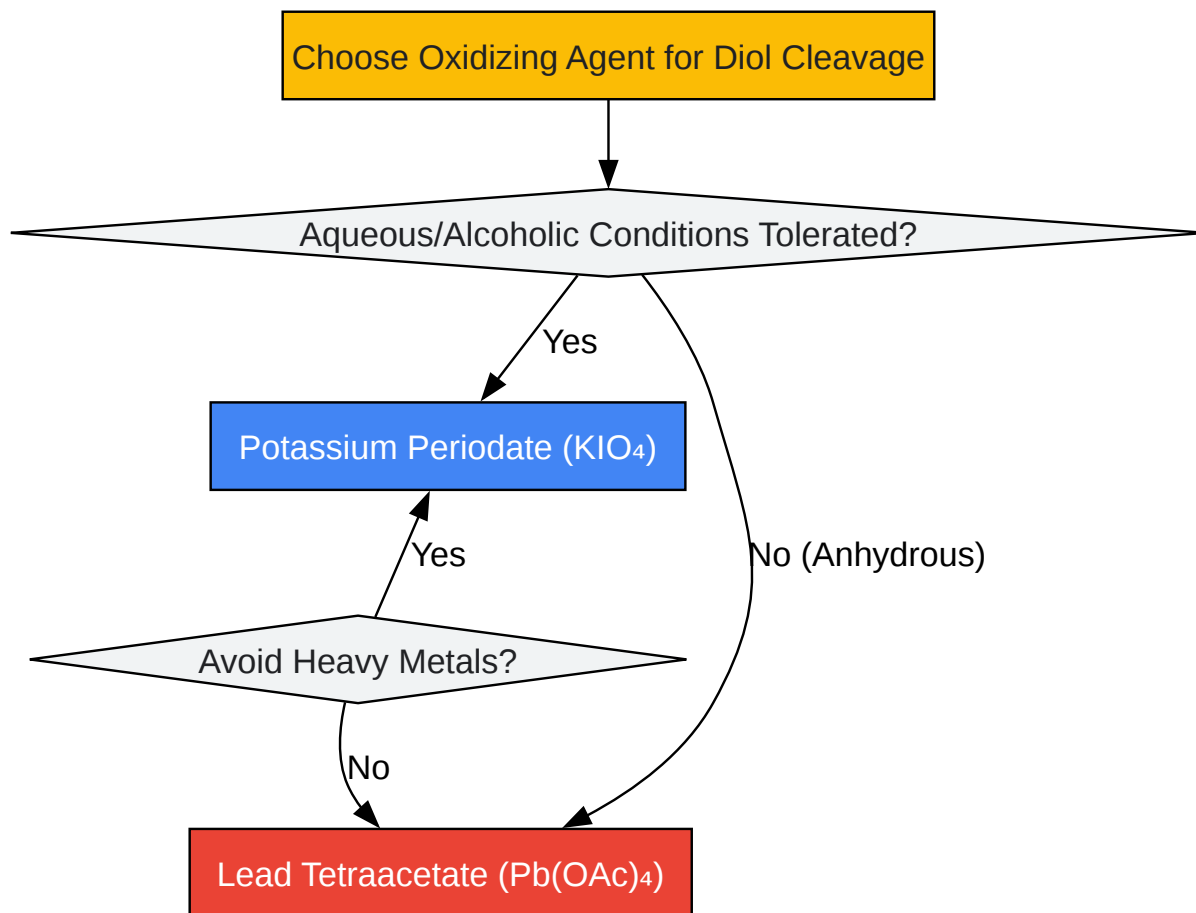 Choose Oxidizing Agent for Diol Cleavage
Aqueous/Alcoholic Conditions Tolerated?
Yes
Potassium Periodate (KIO₄)
Yes
No (Anhydrous)
Avoid Heavy Metals?
No
Lead Tetraacetate (Pb(OAc)₄)